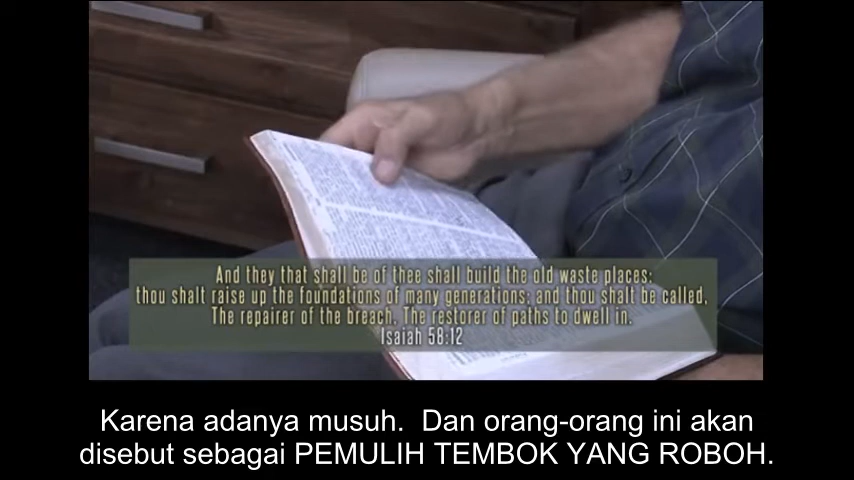 And they that shall be of thee shall build the old waste places:
thou shalt raise up the foundations of many generations; and thou shalt be called,
The repairer of the breach, The restorer of paths to dwell in.
Isaiah 58:12
Karena adanya musuh. Dan orang-orang ini akan
disebut sebagai PEMULIH TEMBOK YANG ROBOH.